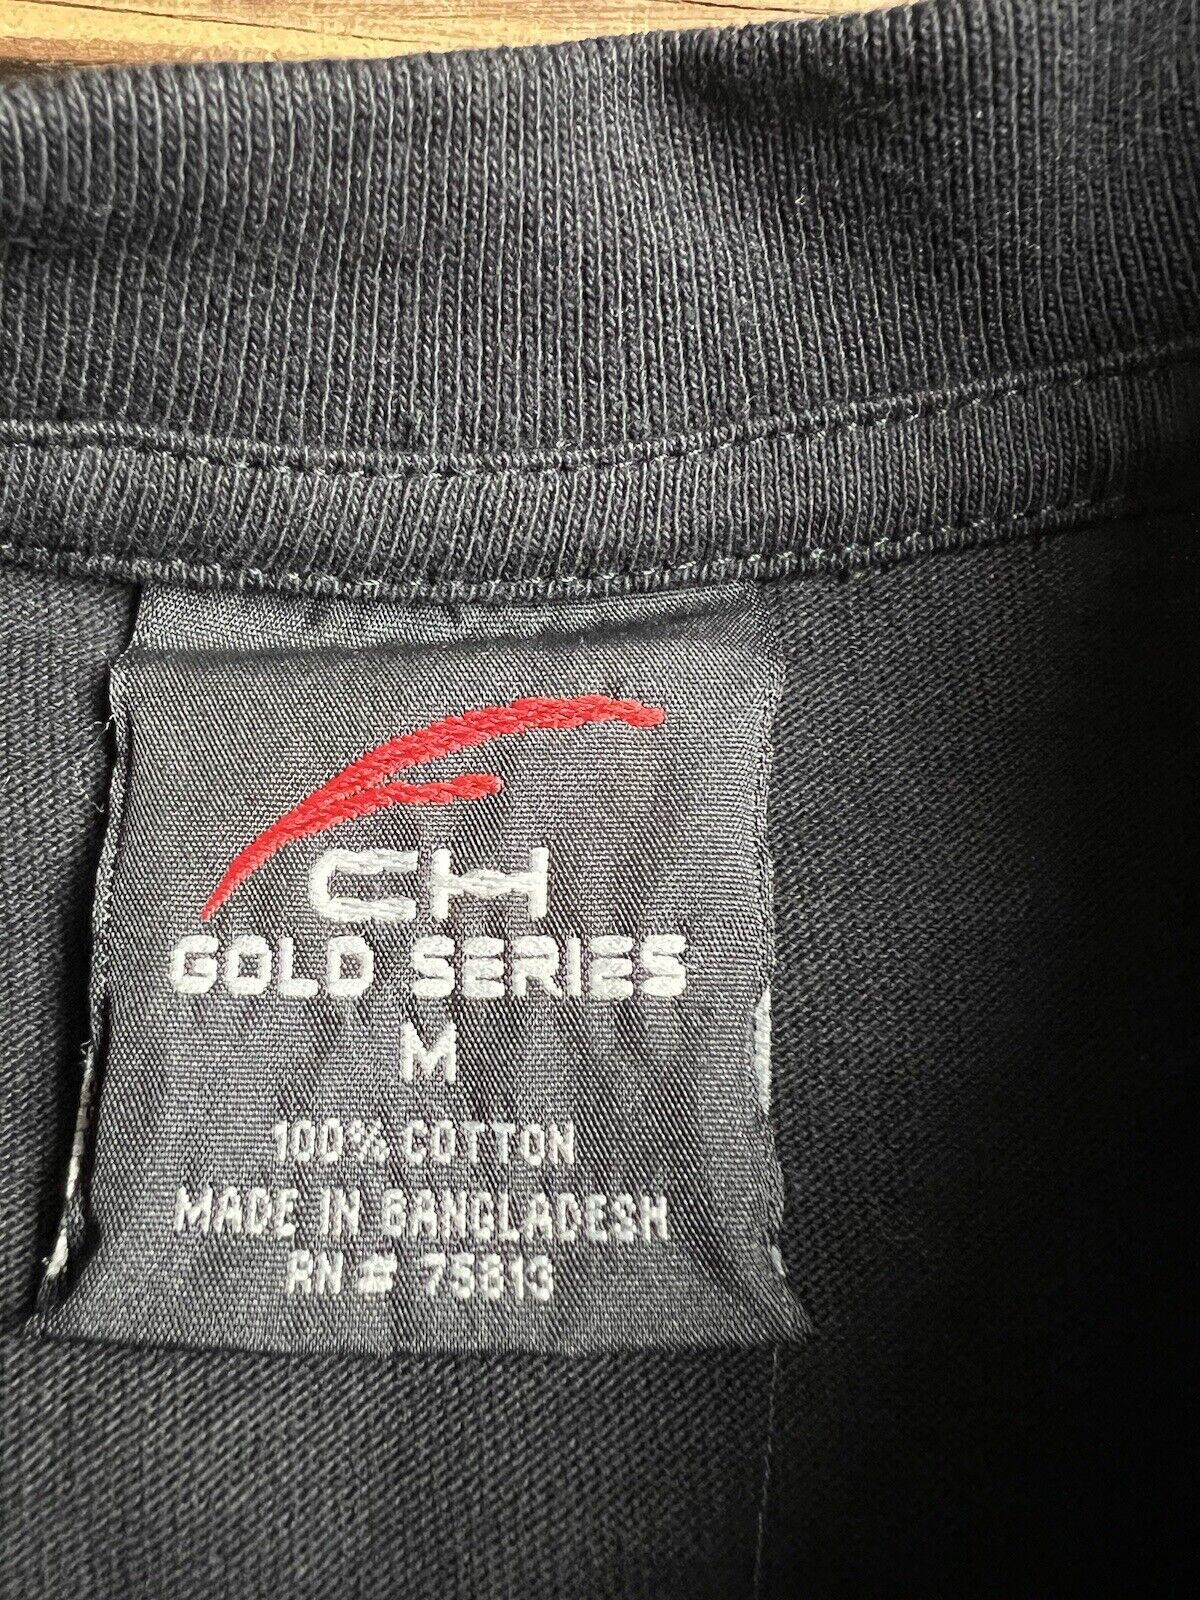 CH
GOLD SERIES
M
100% COTTON
MADE IN BANGLADESH
RN # 75813